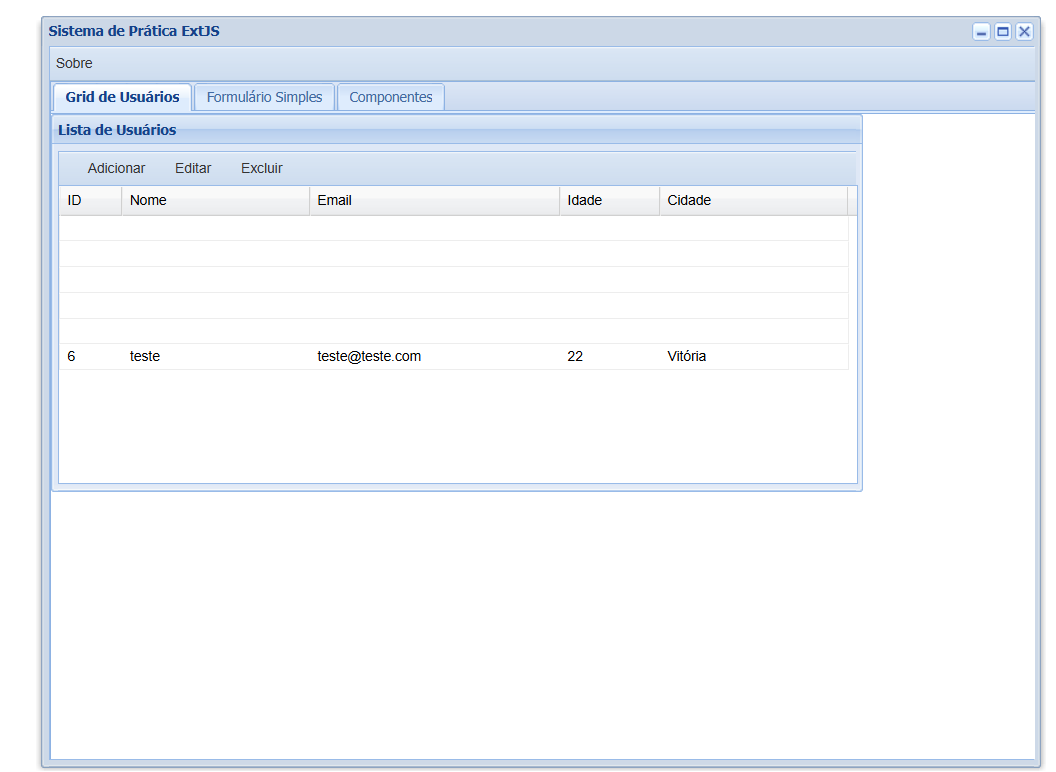 Sistema de Prática ExtJS
Sobre
Grid de Usuários Formulário Simples Componentes
Lista de Usuários
Adicionar Editar Excluir
ID Nome Email Idade Cidade
6 teste teste@teste.com 22 Vitória